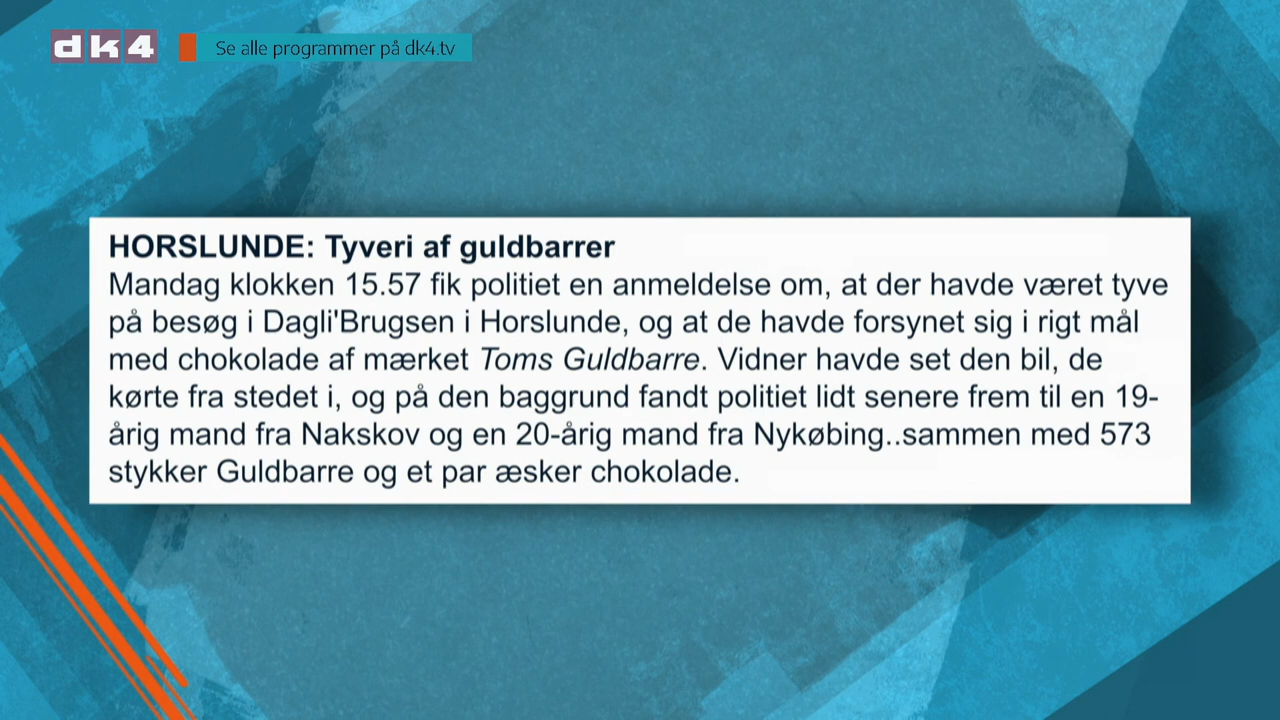 dk4
Se alle programmer på dk4.tv
HORSLUNDE: Tyveri af guldbarrer
Mandag klokken 15.57 fik politiet en anmeldelse om, at der havde været tyve
på besøg i Dagli'Brugsen i Horslunde, og at de havde forsynet sig i rigt mål
med chokolade af mærket Toms Guldbarre. Vidner havde set den bil, de
kørte fra stedet i, og på den baggrund fandt politiet lidt senere frem til en 19-
årig mand fra Nakskov og en 20-årig mand fra Nykøbing..sammen med 573
stykker Guldbarre og et par æsker chokolade.